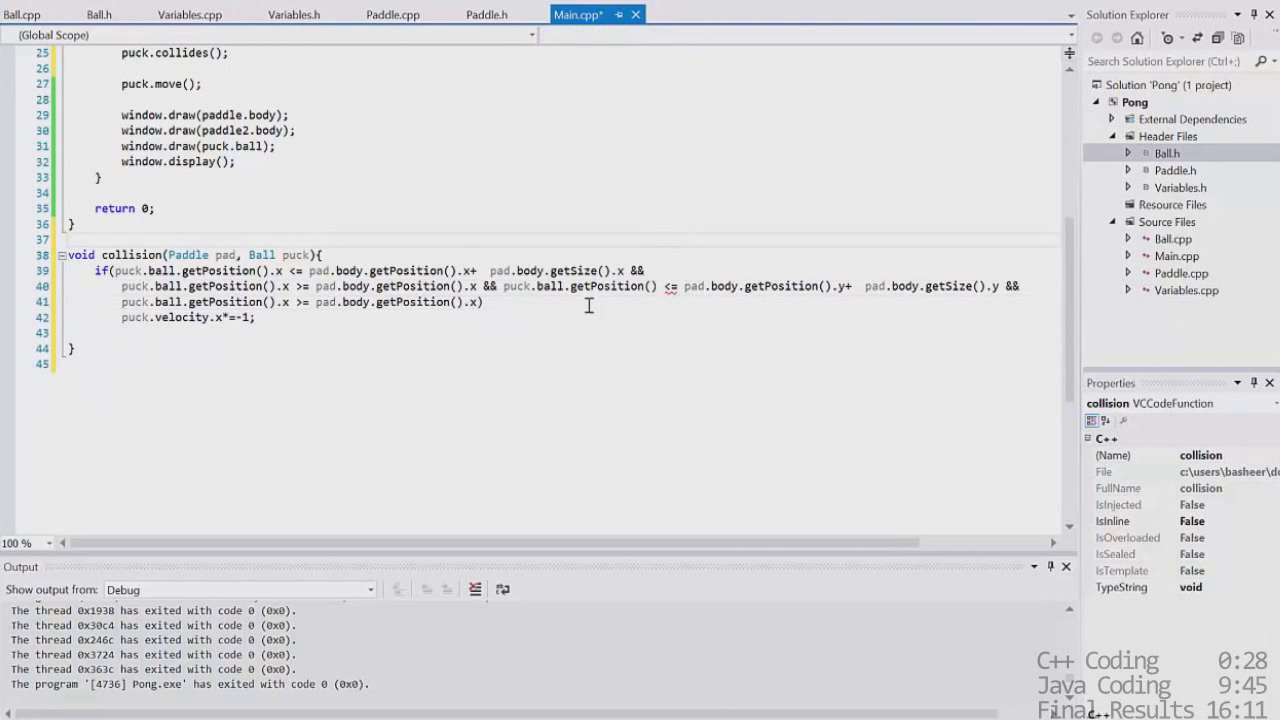 Ball.cpp Ball.h Variables.cpp Variables.h Paddle.cpp Paddle.h Main.cpp*
(Global Scope)
25 puck.collides();
26
27 puck.move();
28
29 window.draw(paddle.body);
30 window.draw(paddle2.body);
31 window.draw(puck.ball);
32 window.display();
33 }
34
35 return 0;
36 }
37
38 void collision(Paddle pad, Ball puck){
39 if(puck.ball.getPosition().x <= pad.body.getPosition().x+ pad.body.getSize().x &&
40 puck.ball.getPosition().x >= pad.body.getPosition().x && puck.ball.getPosition() <= pad.body.getPosition().y+ pad.body.getSize().y &&
41 puck.ball.getPosition().x >= pad.body.getPosition().x)
42 puck.velocity.x*=-1;
43
44 }
45
100 %
Output
Show output from: Debug
The thread 0x1938 has exited with code 0 (0x0).
The thread 0x30c4 has exited with code 0 (0x0).
The thread 0x246c has exited with code 0 (0x0).
The thread 0x3724 has exited with code 0 (0x0).
The thread 0x363c has exited with code 0 (0x0).
The program '[4736] Pong.exe' has exited with code 0 (0x0).
Solution Explorer
Search Solution Explorer (Ctrl+;)
Solution 'Pong' (1 project)
Pong
External Dependencies
Header Files
Ball.h
Paddle.h
Variables.h
Resource Files
Source Files
Ball.cpp
Main.cpp
Paddle.cpp
Variables.cpp
Properties
collision VCCodeFunction
C++
(Name) collision
File c:\users\basheer\do
FullName collision
IsInjected False
IsInline False
IsOverloaded False
IsSealed False
IsTemplate False
TypeString void
C++ Coding 0:28
Java Coding 9:45
Final Results 16:11
C++